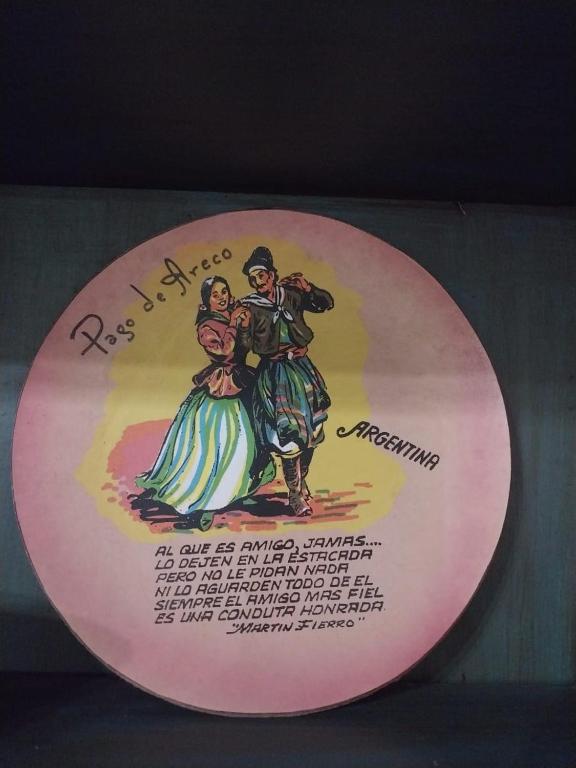 Pago de Areco
ARGENTINA
AL QUE ES AMIGO, JAMAS....
LO DEJEN EN LA ESTACADA
PERO NO LE PIDAN NADA
NI LO AGUARDEN TODO DE EL
SIEMPRE EL AMIGO MAS FIEL
ES UNA CONDUTA HONRADA.
"MARTIN FIERRO"